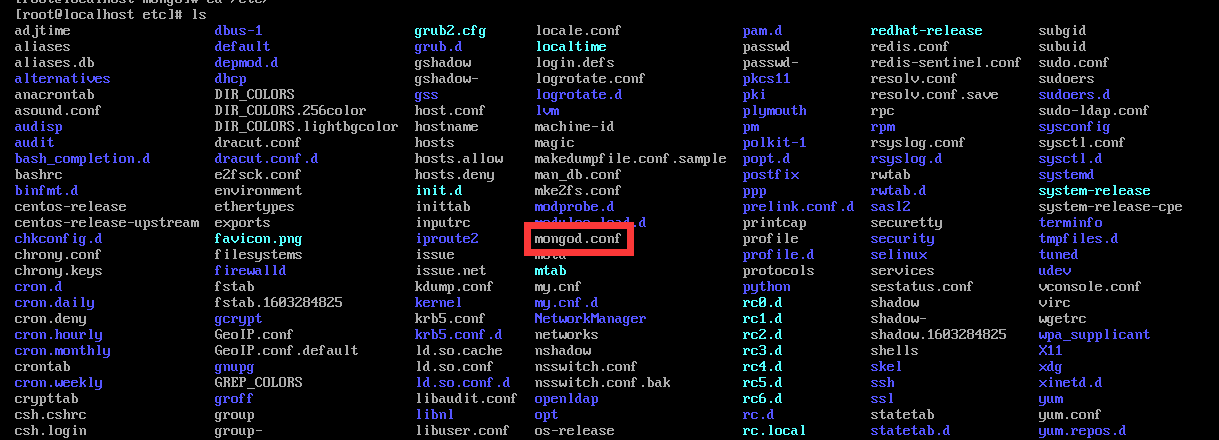 [root@localhost etc]# ls
adjtime dbus-1 grub2.cfg locale.conf pam.d redhat-release subgid
aliases default grub.d localtime passwd redis.conf subuid
aliases.db depmod.d gshadow login.defs passwd- redis-sentinel.conf sudo.conf
alternatives dhcp gshadow- logrotate.conf pkcs11 resolv.conf sudoers
anacrontab DIR_COLORS gss logrotate.d pki resolv.conf.save sudoers.d
asound.conf DIR_COLORS.256color host.conf lvm plymouth rpc sudo-ldap.conf
audisp DIR_COLORS.lightbgcolor hostname machine-id pm rpm sysconfig
audit dracut.conf hosts magic polkit-1 rsyslog.conf sysctl.conf
bash_completion.d dracut.conf.d hosts.allow makedumpfile.conf.sample popt.d rsyslog.d sysctl.d
bashrc e2fsck.conf hosts.deny man_db.conf postfix rwtab systemd
binfmt.d environment init.d mke2fs.conf ppp rwtab.d system-release
centos-release ethertypes inittab modprobe.d prelink.conf.d sasl2 system-release-cpe
centos-release-upstream exports inputrc modules-load.d printcap securetty terminfo
chkconfig.d favicon.png iproute2 mongod.conf profile security tmpfiles.d
chrony.conf filesystems issue profile.d selinux tuned
chrony.keys firewalld issue.net mtab protocols services udev
cron.d fstab kdump.conf my.cnf python sestatus.conf vconsole.conf
cron.daily fstab.1603284825 kernel my.cnf.d rc0.d shadow virc
cron.deny gcrypt krb5.conf NetworkManager rc1.d shadow- wgetrc
cron.hourly GeoIP.conf krb5.conf.d networks rc2.d shadow.1603284825 wpa_supplicant
cron.monthly GeoIP.conf.default ld.so.cache nshadow rc3.d shells X11
crontab gnupg ld.so.conf nsswitch.conf rc4.d skel xdg
cron.weekly GREP_COLORS ld.so.conf.d nsswitch.conf.bak rc5.d ssh xinetd.d
crypttab groff libaudit.conf openldap rc6.d ssl yum
csh.cshrc group libnl opt rc.d statetab yum.conf
csh.login group- libuser.conf os-release rc.local statetab.d yum.repos.d